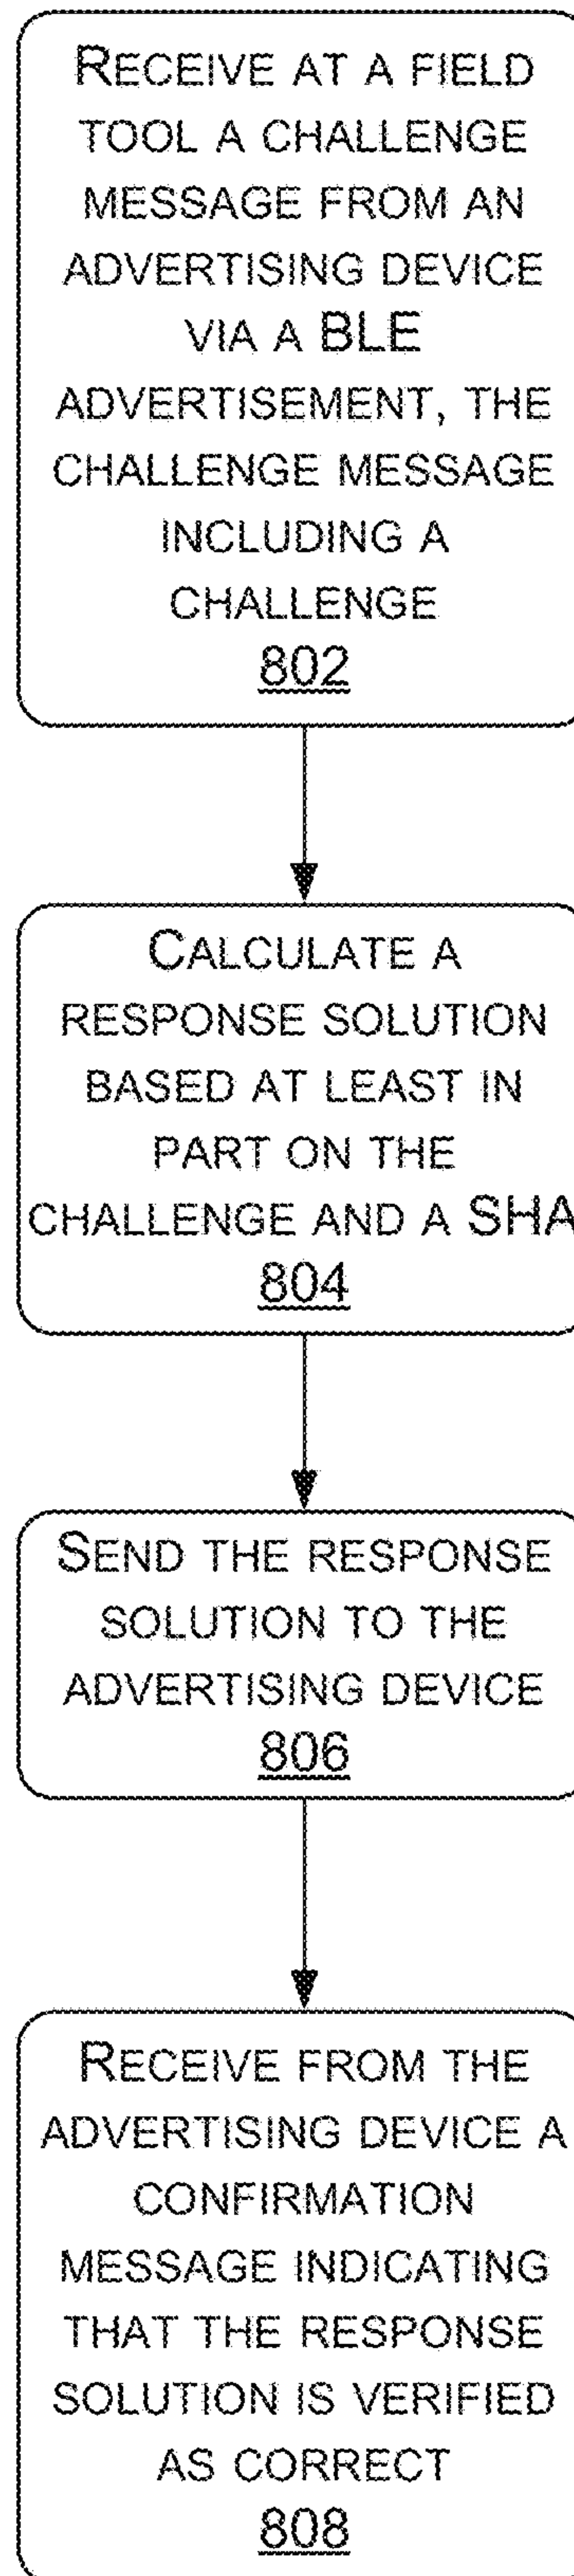 RECEIVE AT A FIELD
TOOL A CHALLENGE
MESSAGE FROM AN
ADVERTISING DEVICE
VIA A BLE
ADVERTISEMENT, THE
CHALLENGE MESSAGE
INCLUDING A
CHALLENGE
802
CALCULATE A
RESPONSE SOLUTION
BASED AT LEAST IN
PART ON THE
CHALLENGE AND A SHA
804
SEND THE RESPONSE
SOLUTION TO THE
ADVERTISING DEVICE
806
RECEIVE FROM THE
ADVERTISING DEVICE A
CONFIRMATION
MESSAGE INDICATING
THAT THE RESPONSE
SOLUTION IS VERIFIED
AS CORRECT
808